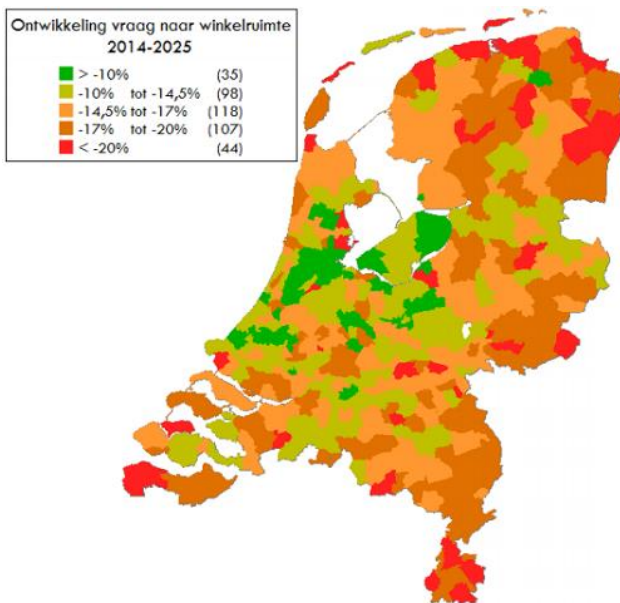 Ontwikkeling vraag naar winkelruimte
2014-2025
> -10% (35)
-10% tot -14,5% (98)
-14,5% tot -17% (118)
-17% tot -20% (107)
< -20% (44)